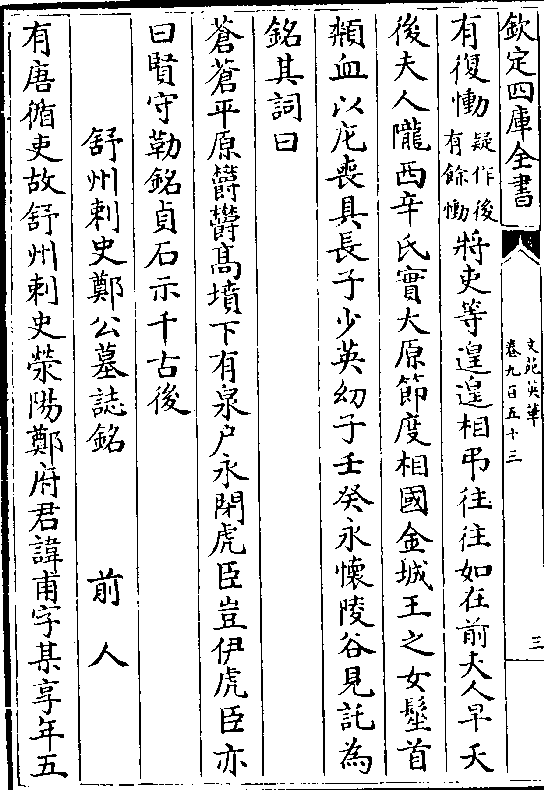 欽定四庫全書
文苑英華
卷九百五十三
三
有復慟疑作後有餘慟將吏等遑遑相弔往往如在前夫人早夭
後夫人隴西辛氏實大原節度相國金城王之女髽首
頮血以庀喪具長子少英幼子壬癸永懷陵谷見託為
銘其詞曰
蒼蒼平原欝欝髙墳下有泉户永閉虎臣豈伊虎臣亦
曰賢守勒銘貞石示千古後
舒州刺史鄭公墓誌銘　前人
有唐循吏故舒州刺史滎陽鄭府君諱甫字某享年五